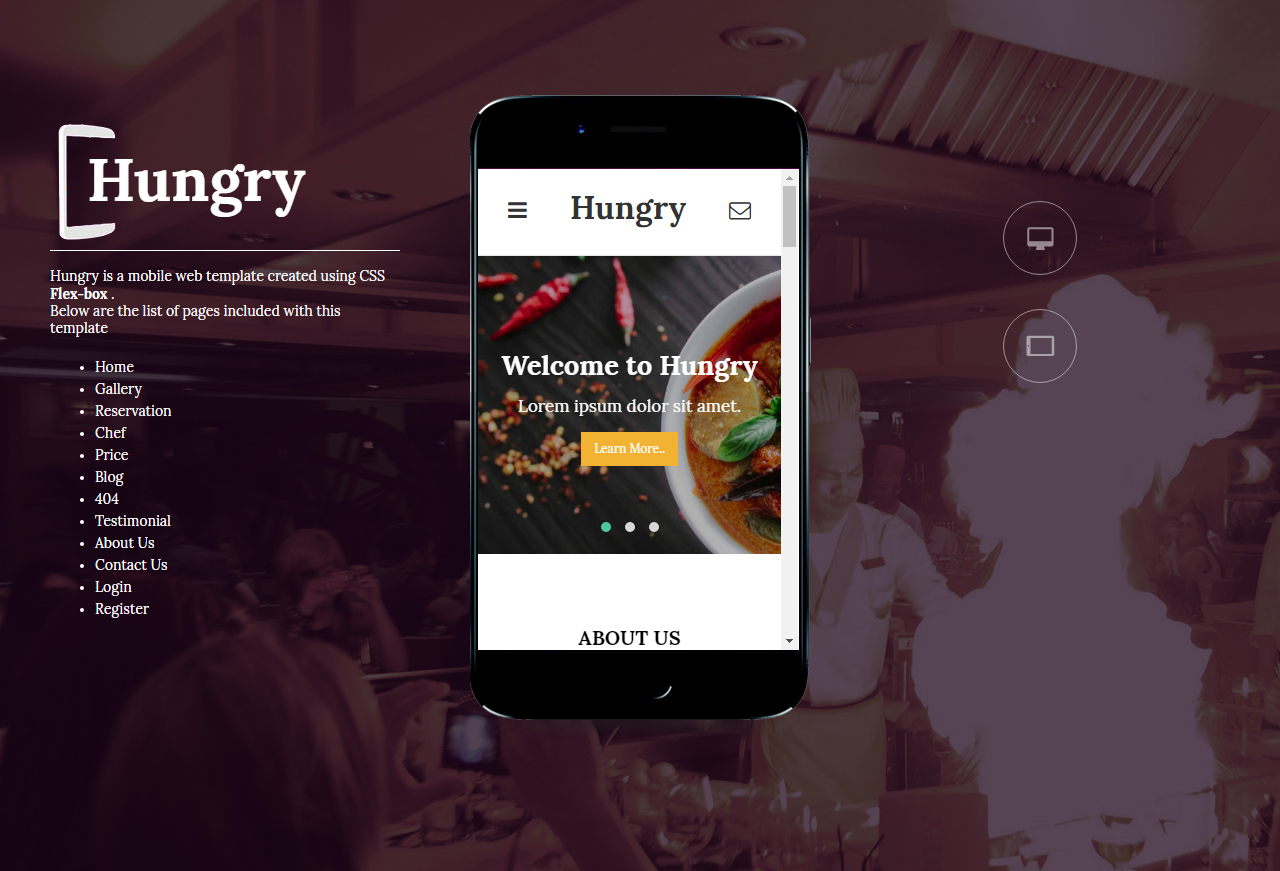 Hungry
Hungry is a mobile web template created using CSS
Flex-box .
Below are the list of pages included with this
template
Home
Gallery
Reservation
Chef
Price
Blog
404
Testimonial
About Us
Contact Us
Login
Register
Hungry
Welcome to Hungry
Lorem ipsum dolor sit amet.
Learn More..
ABOUT US